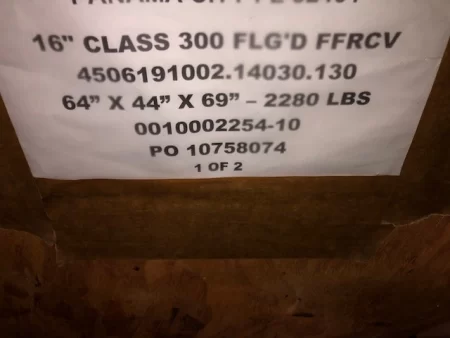 16" CLASS 300 FLG'D FFRCV
4506191002.14030.130
64" X 44" X 69" – 2280 LBS
0010002254-10
PO 10758074
1 OF 2